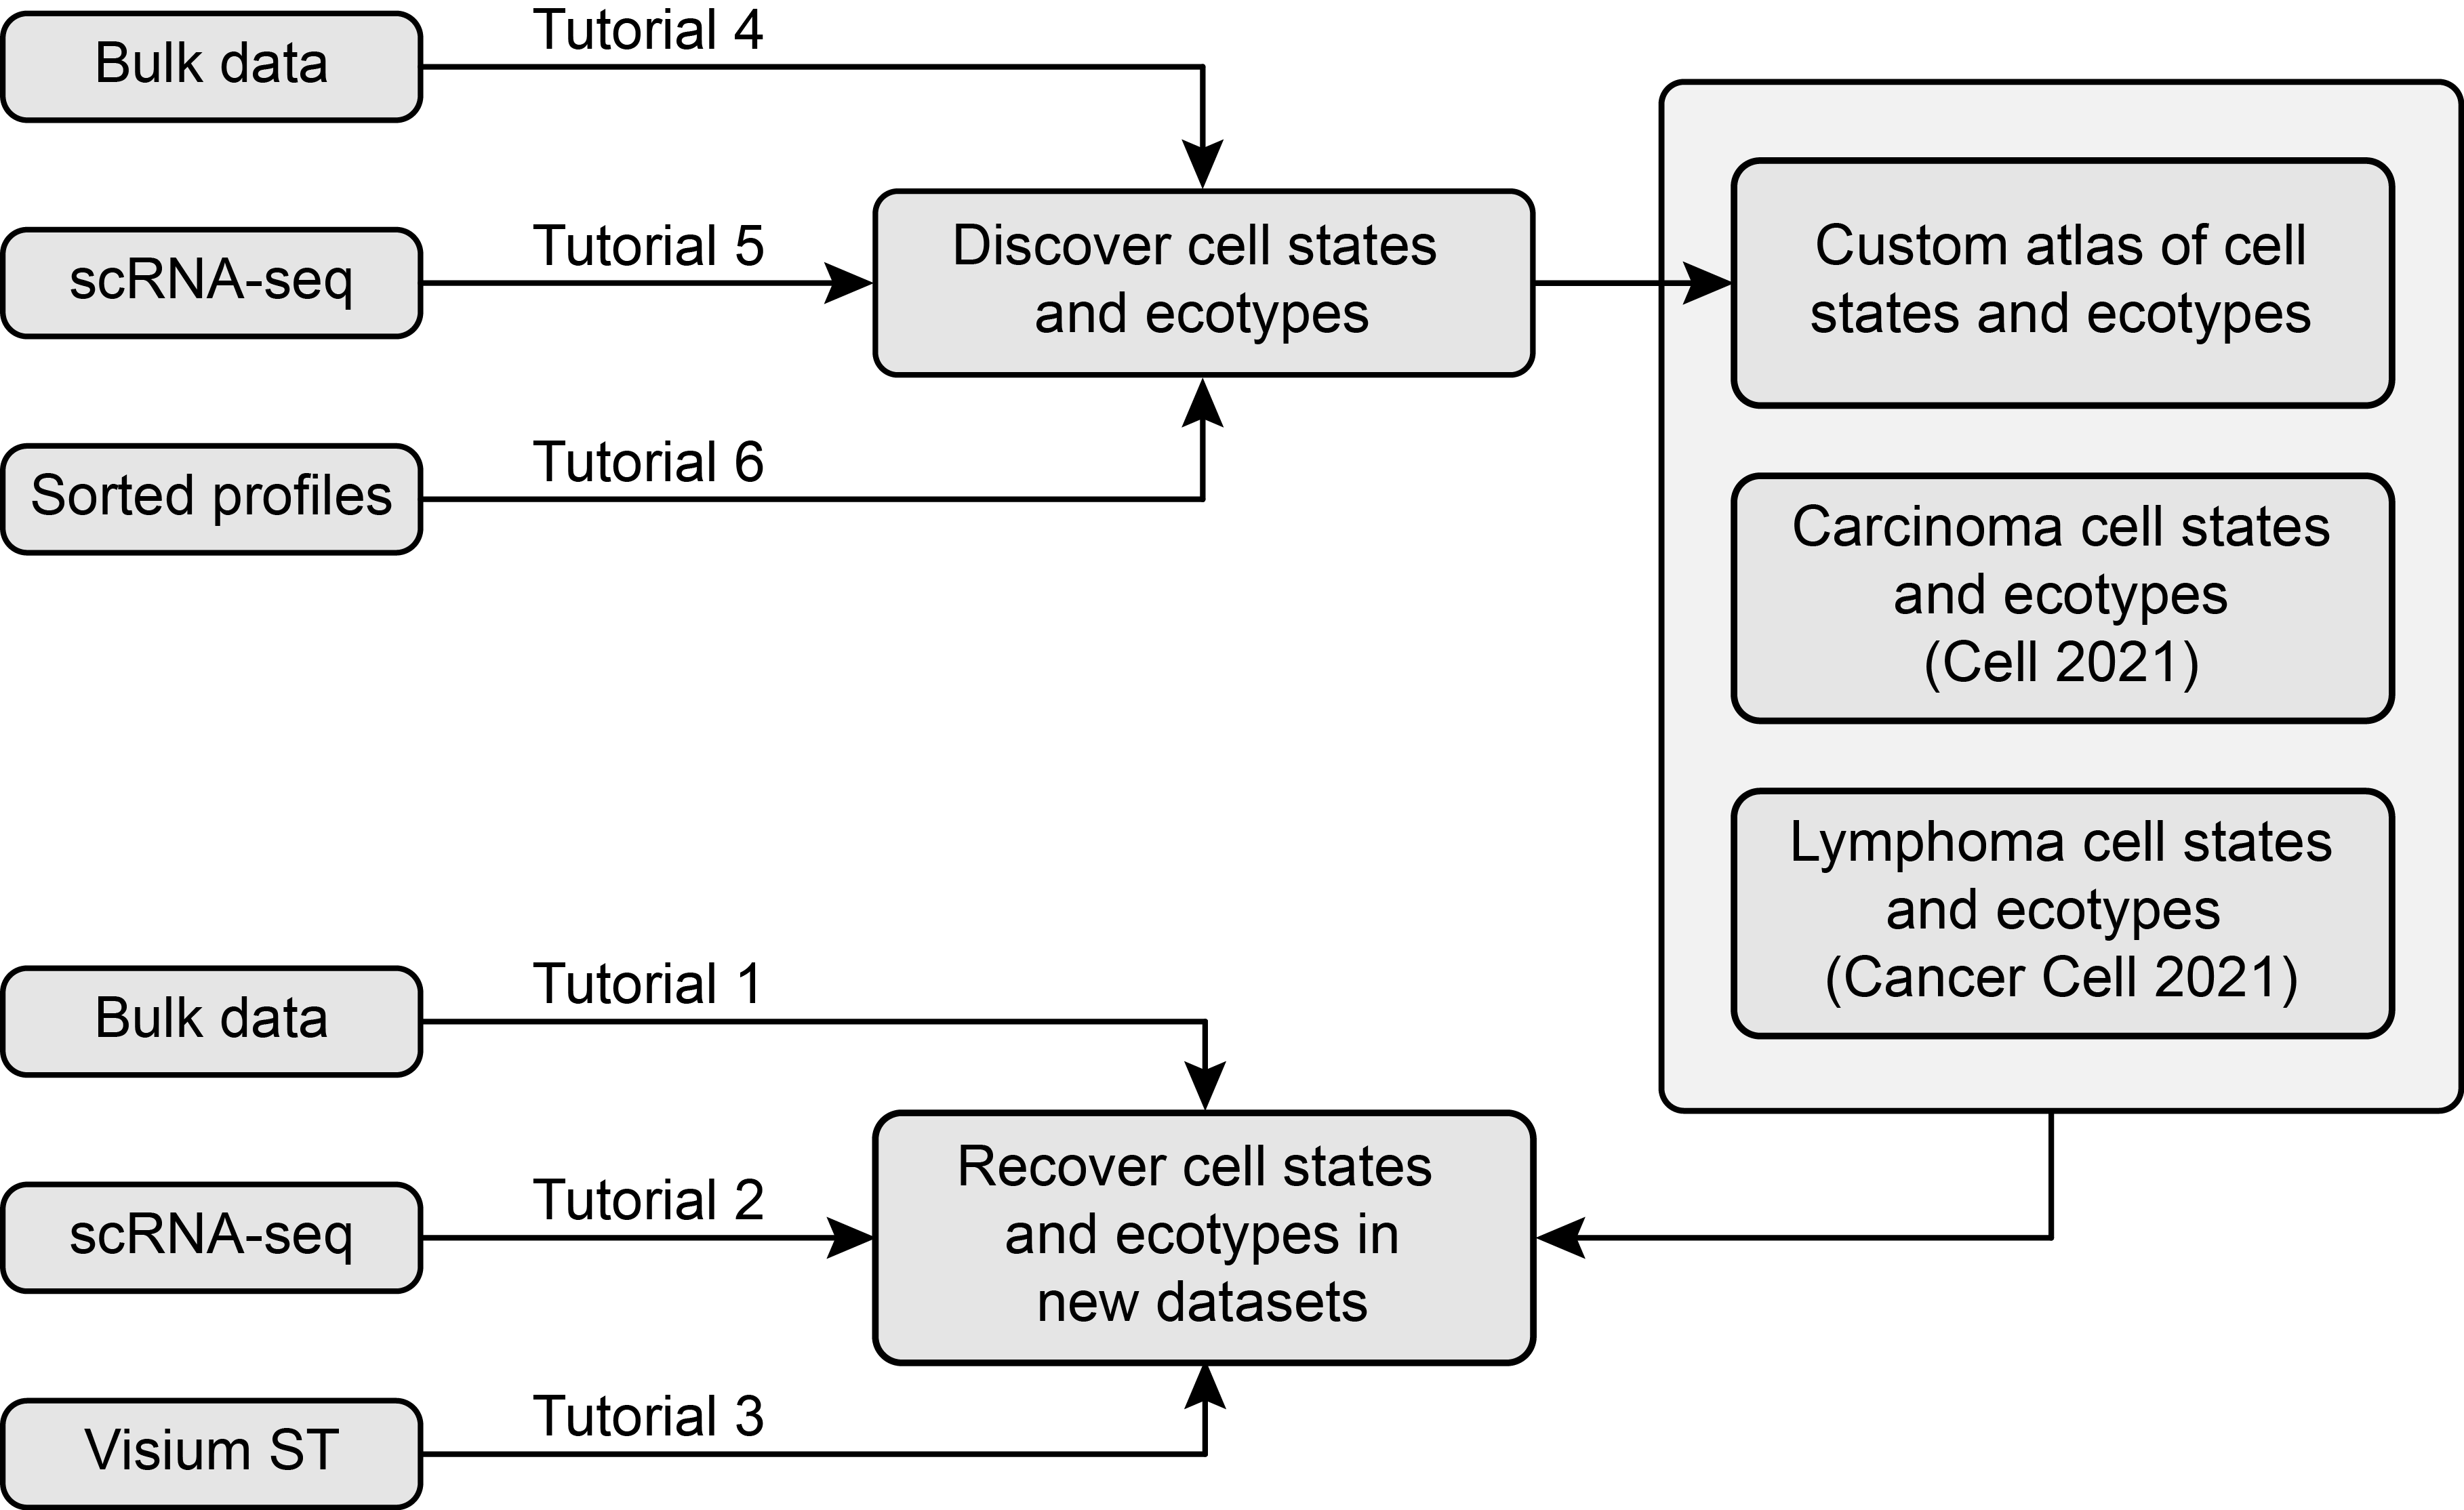 Bulk data
Tutorial 4
scRNA-seq
Tutorial 5
Sorted profiles
Tutorial 6
Discover cell states
and ecotypes
Custom atlas of cell
states and ecotypes
Carcinoma cell states
and ecotypes
(Cell 2021)
Lymphoma cell states
and ecotypes
(Cancer Cell 2021)
Bulk data
Tutorial 1
scRNA-seq
Tutorial 2
Visium ST
Tutorial 3
Recover cell states
and ecotypes in
new datasets